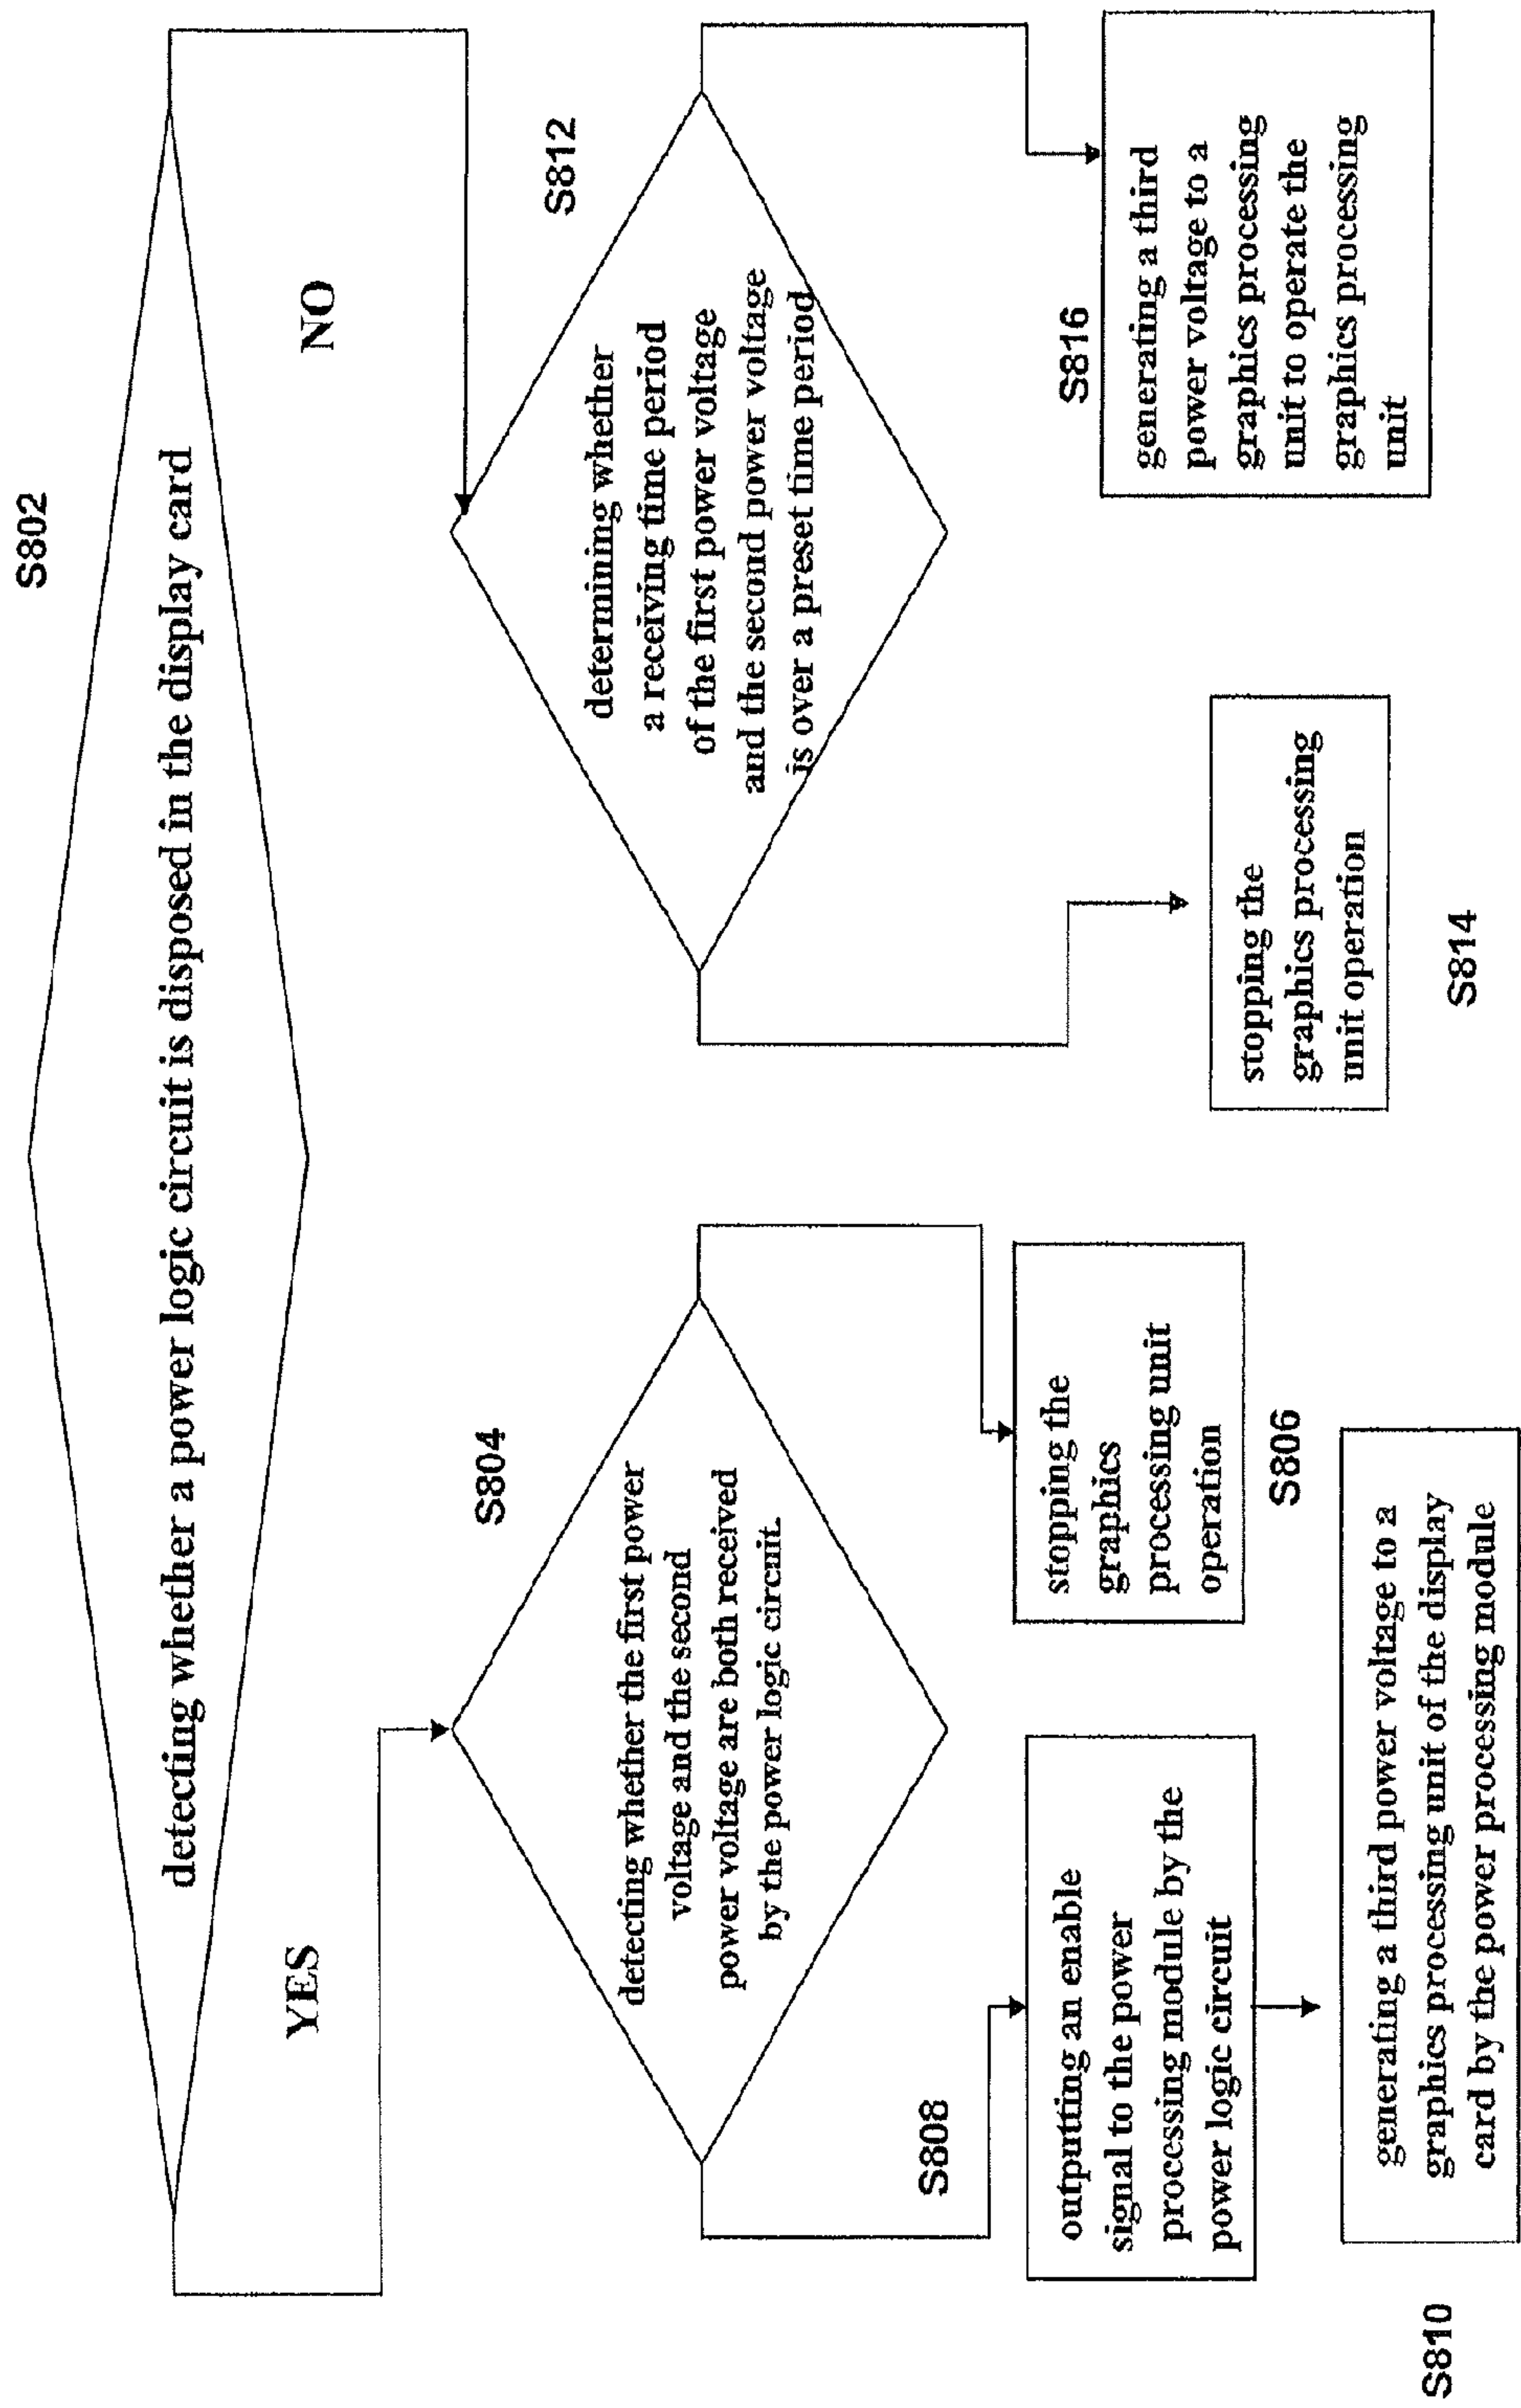 S802
detecting whether a power logic circuit is disposed in the display card
YES
NO
S804
detecting whether the first power
voltage and the second
power voltage are both received
by the power logic circuit.
S812
determining whether
a receiving time period
of the first power voltage
and the second power voltage
is over a preset time period
S808
outputting an enable
signal to the power
processing module by the
power logic circuit
stopping the
graphics
processing unit
operation
S806
stopping the
graphics processing
unit operation
S814
S816
generating a third
power voltage to a
graphics processing
unit to operate the
graphics processing
unit
S810
generating a third power voltage to a
graphics processing unit of the display
card by the power processing module